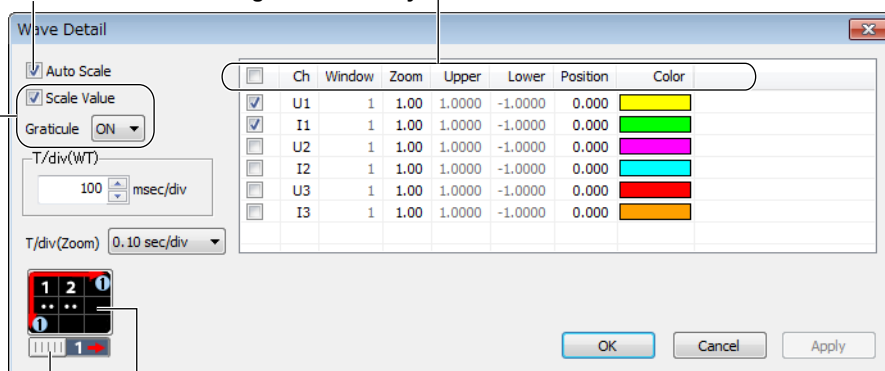 Wave Detail
Auto Scale
Scale Value
Graticule ON
T/div(WT)
100 msec/div
T/div(Zoom) 0.10 sec/div
1 2 1
1
1
Ch Window Zoom Upper Lower Position Color
U1 1 1.00 1.0000 -1.0000 0.000
I1 1 1.00 1.0000 -1.0000 0.000
U2 1 1.00 1.0000 -1.0000 0.000
I2 1 1.00 1.0000 -1.0000 0.000
U3 1 1.00 1.0000 -1.0000 0.000
I3 1 1.00 1.0000 -1.0000 0.000
OK Cancel Apply